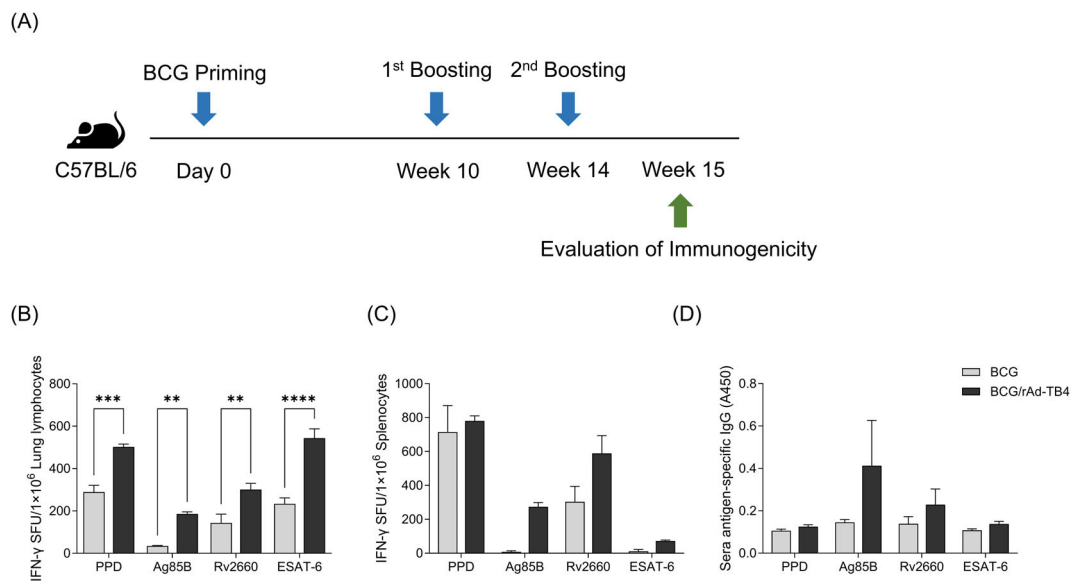 (A)
BCG Priming
1st Boosting
2nd Boosting
C57BL/6
Day 0
Week 10
Week 14
Week 15
Evaluation of Immunogenicity
(B)
IFN-γ SFU/1×10⁶ Lung lymphocytes
800
600
400
200
0
***
**
**
****
PPD
Ag85B
Rv2660
ESAT-6
(C)
IFN-γ SFU/1×10⁶ Splenocytes
1000
800
600
400
200
0
PPD
Ag85B
Rv2660
ESAT-6
(D)
Sera antigen-specific IgG (A450)
0.8
0.6
0.4
0.2
0.0
PPD
Ag85B
Rv2660
ESAT-6
BCG
BCG/rAd-TB4